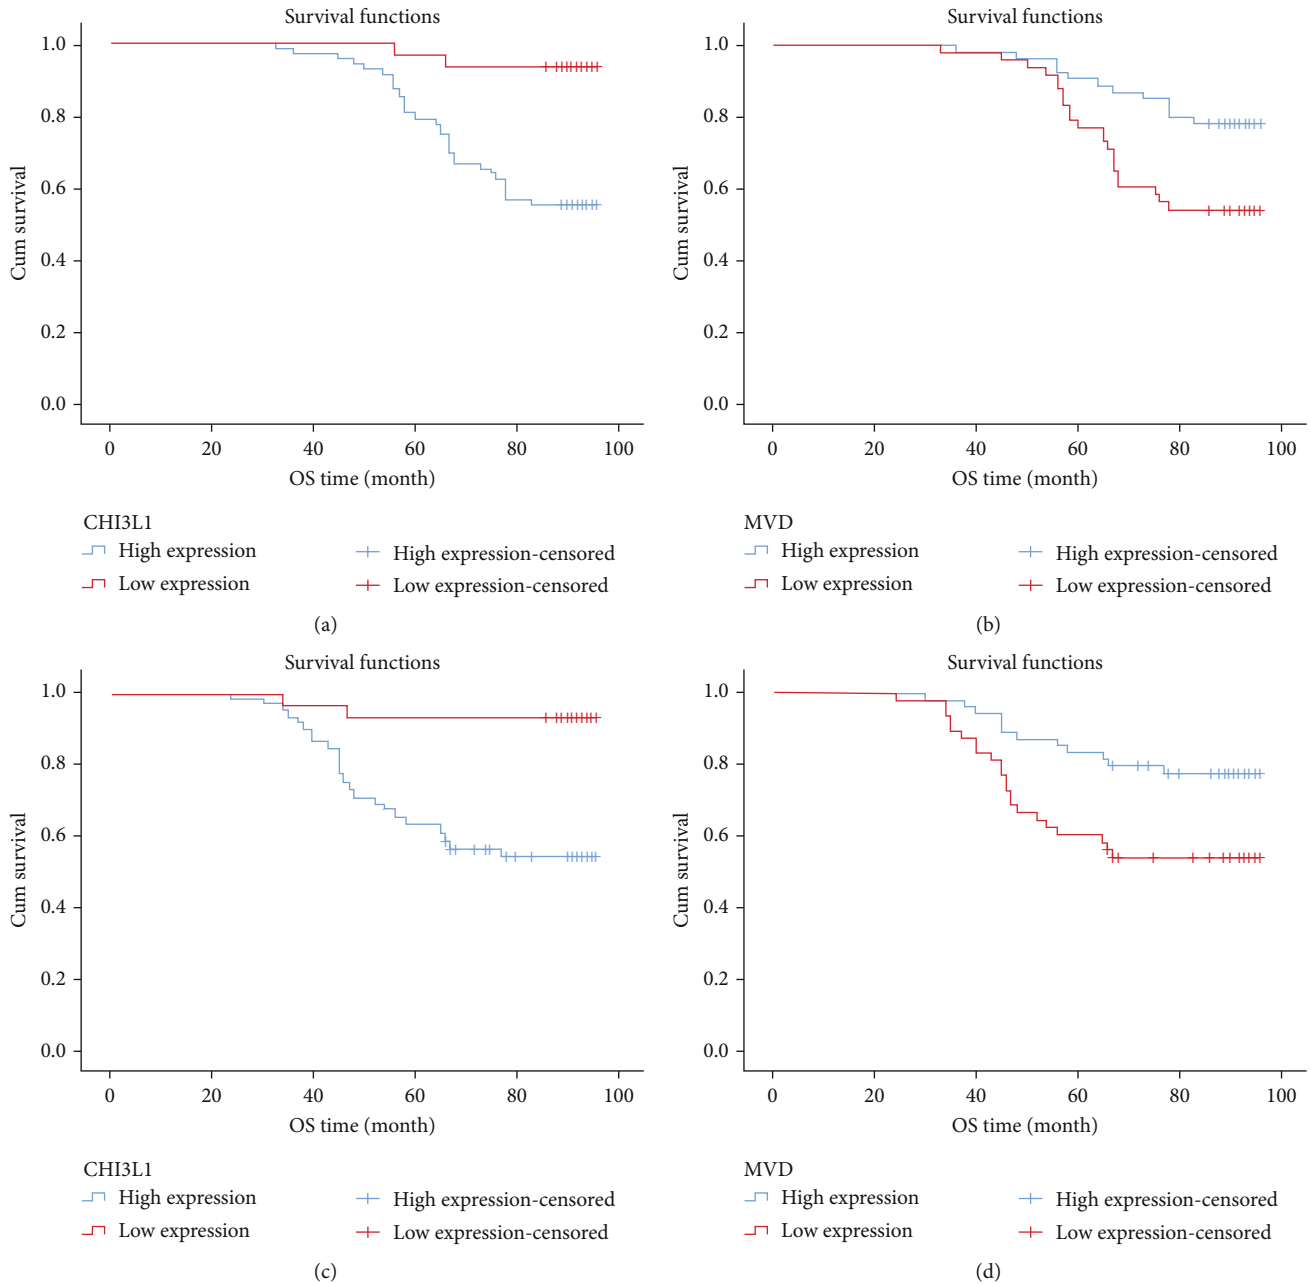 Survival functions
1.0
0.8
0.6
0.4
0.2
0.0
Cum survival
0 20 40 60 80 100
OS time (month)
CHI3L1
High expression High expression-censored
Low expression Low expression-censored
(a)
Survival functions
1.0
0.8
0.6
0.4
0.2
0.0
Cum survival
0 20 40 60 80 100
OS time (month)
MVD
High expression High expression-censored
Low expression Low expression-censored
(b)
Survival functions
1.0
0.8
0.6
0.4
0.2
0.0
Cum survival
0 20 40 60 80 100
OS time (month)
CHI3L1
High expression High expression-censored
Low expression Low expression-censored
(c)
Survival functions
1.0
0.8
0.6
0.4
0.2
0.0
Cum survival
0 20 40 60 80 100
OS time (month)
MVD
High expression High expression-censored
Low expression Low expression-censored
(d)